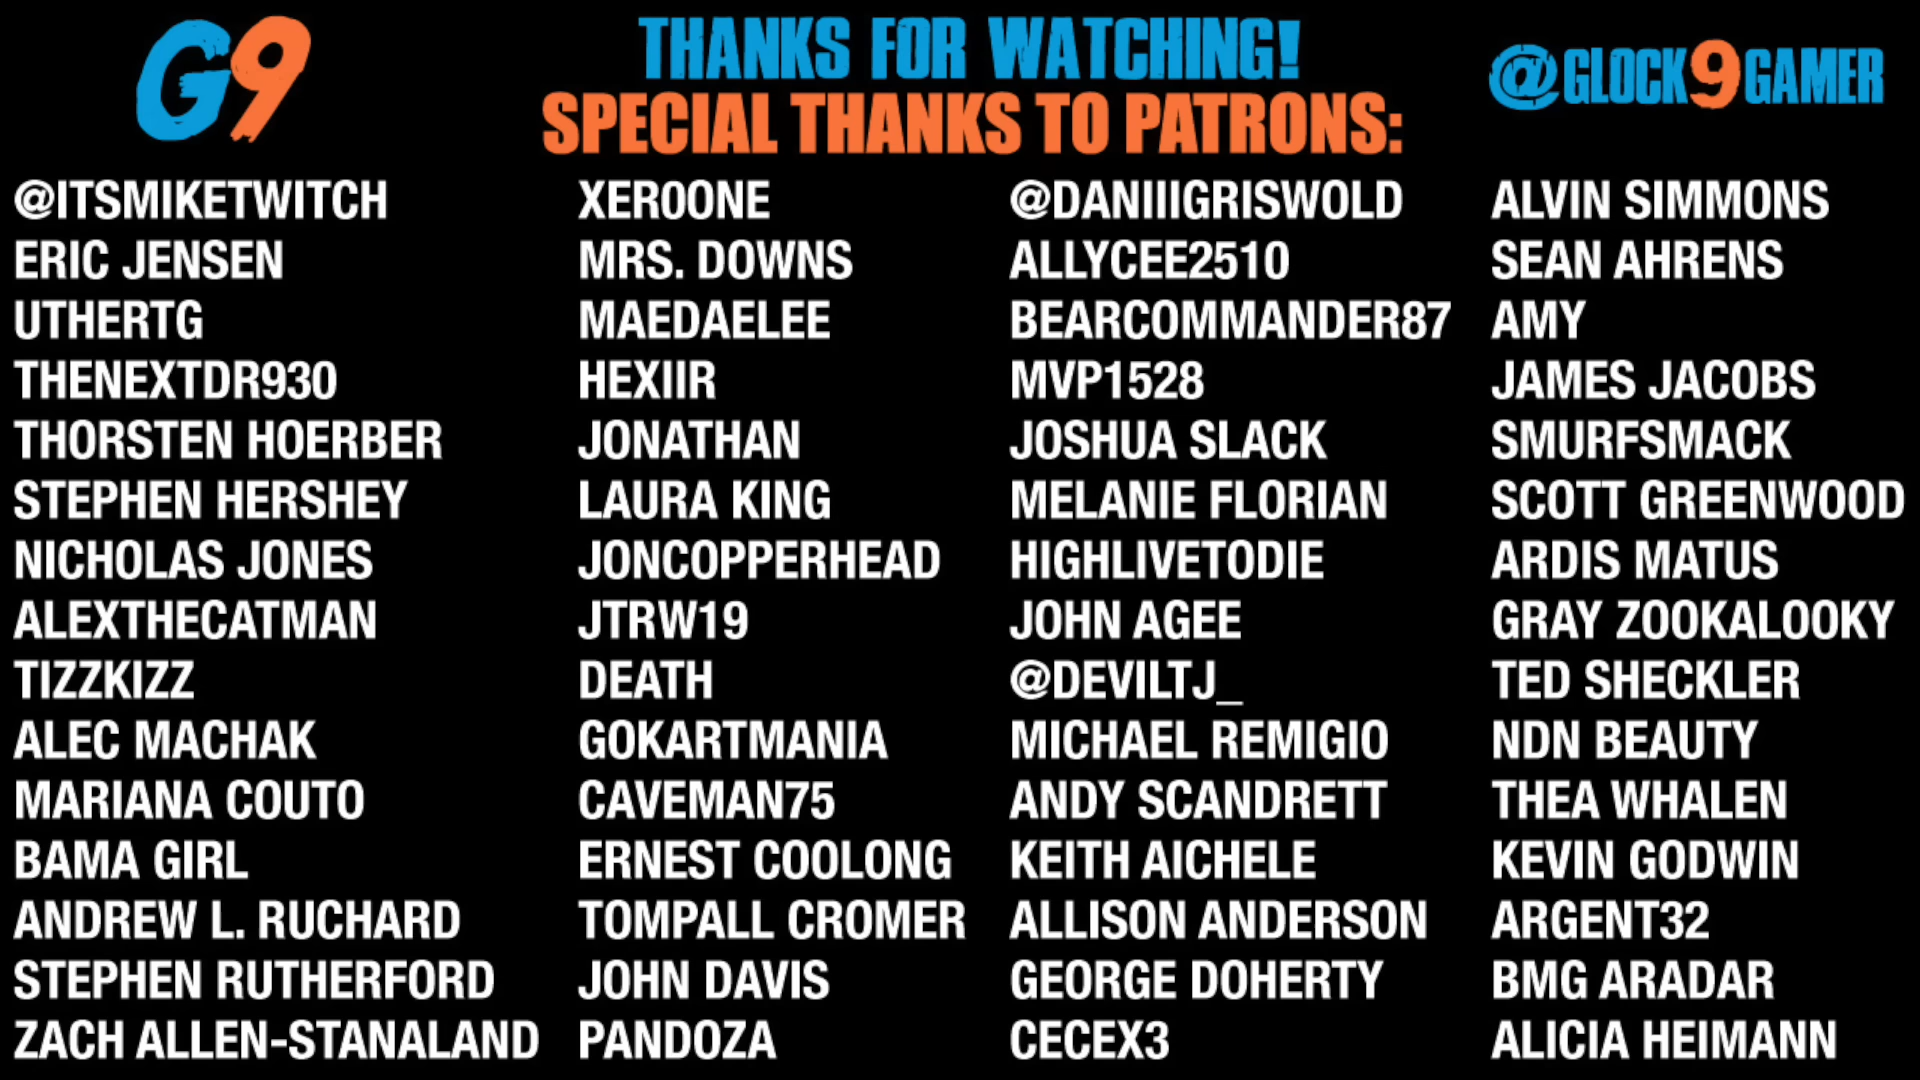 G9
THANKS FOR WATCHING!
SPECIAL THANKS TO PATRONS:
@GLOCK9GAMER
@ITSMIKETWITCH
ERIC JENSEN
UTHERTG
THENEXTDR930
THORSTEN HOERBER
STEPHEN HERSHEY
NICHOLAS JONES
ALEXTHECATMAN
TIZZKIZZ
ALEC MACHAK
MARIANA COUTO
BAMA GIRL
ANDREW L. RUCHARD
STEPHEN RUTHERFORD
ZACH ALLEN-STANALAND
XER0ONE
MRS. DOWNS
MAEDAELEE
HEXIIR
JONATHAN
LAURA KING
JONCOPPERHEAD
JTRW19
DEATH
GOKARTMANIA
CAVEMAN75
ERNEST COOLONG
TOMPALL CROMER
JOHN DAVIS
PANDOZA
@DANIIIGRISWOLD
ALLYCEE2510
BEARCOMMANDER87
MVP1528
JOSHUA SLACK
MELANIE FLORIAN
HIGHLIVETODIE
JOHN AGEE
@DEVILTJ_
MICHAEL REMIGIO
ANDY SCANDRETT
KEITH AICHELE
ALLISON ANDERSON
GEORGE DOHERTY
CECEX3
ALVIN SIMMONS
SEAN AHRENS
AMY
JAMES JACOBS
SMURFSMACK
SCOTT GREENWOOD
ARDIS MATUS
GRAY ZOOKALOOKY
TED SHECKLER
NDN BEAUTY
THEA WHALEN
KEVIN GODWIN
ARGENT32
BMG ARADAR
ALICIA HEIMANN